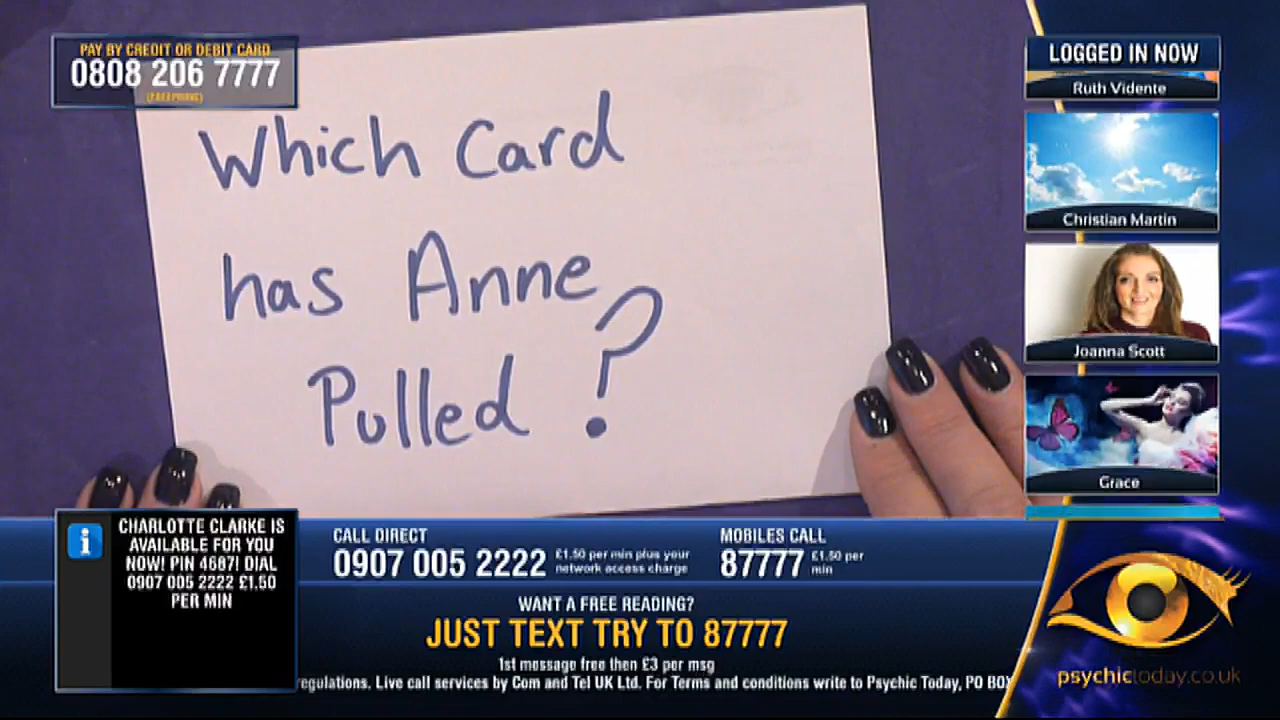 PAY BY CREDIT OR DEBIT CARD
0808 206 7777
(FREEPHONE)
Which Card
has Anne
Pulled?
LOGGED IN NOW
Ruth Vidente
Christian Martin
Joanna Scott
Grace
CHARLOTTE CLARKE IS
AVAILABLE FOR YOU
NOW! PIN 4687! DIAL
0907 005 2222 £1.50
PER MIN
CALL DIRECT
0907 005 2222 £1.50 per min plus your
network access charge
MOBILES CALL
87777 £1.50 per
min
WANT A FREE READING?
JUST TEXT TRY TO 87777
1st message free then £3 per msg
regulations. Live call services by Com and Tel UK Ltd. For Terms and conditions write to Psychic Today, PO BOX
psychictoday.co.uk